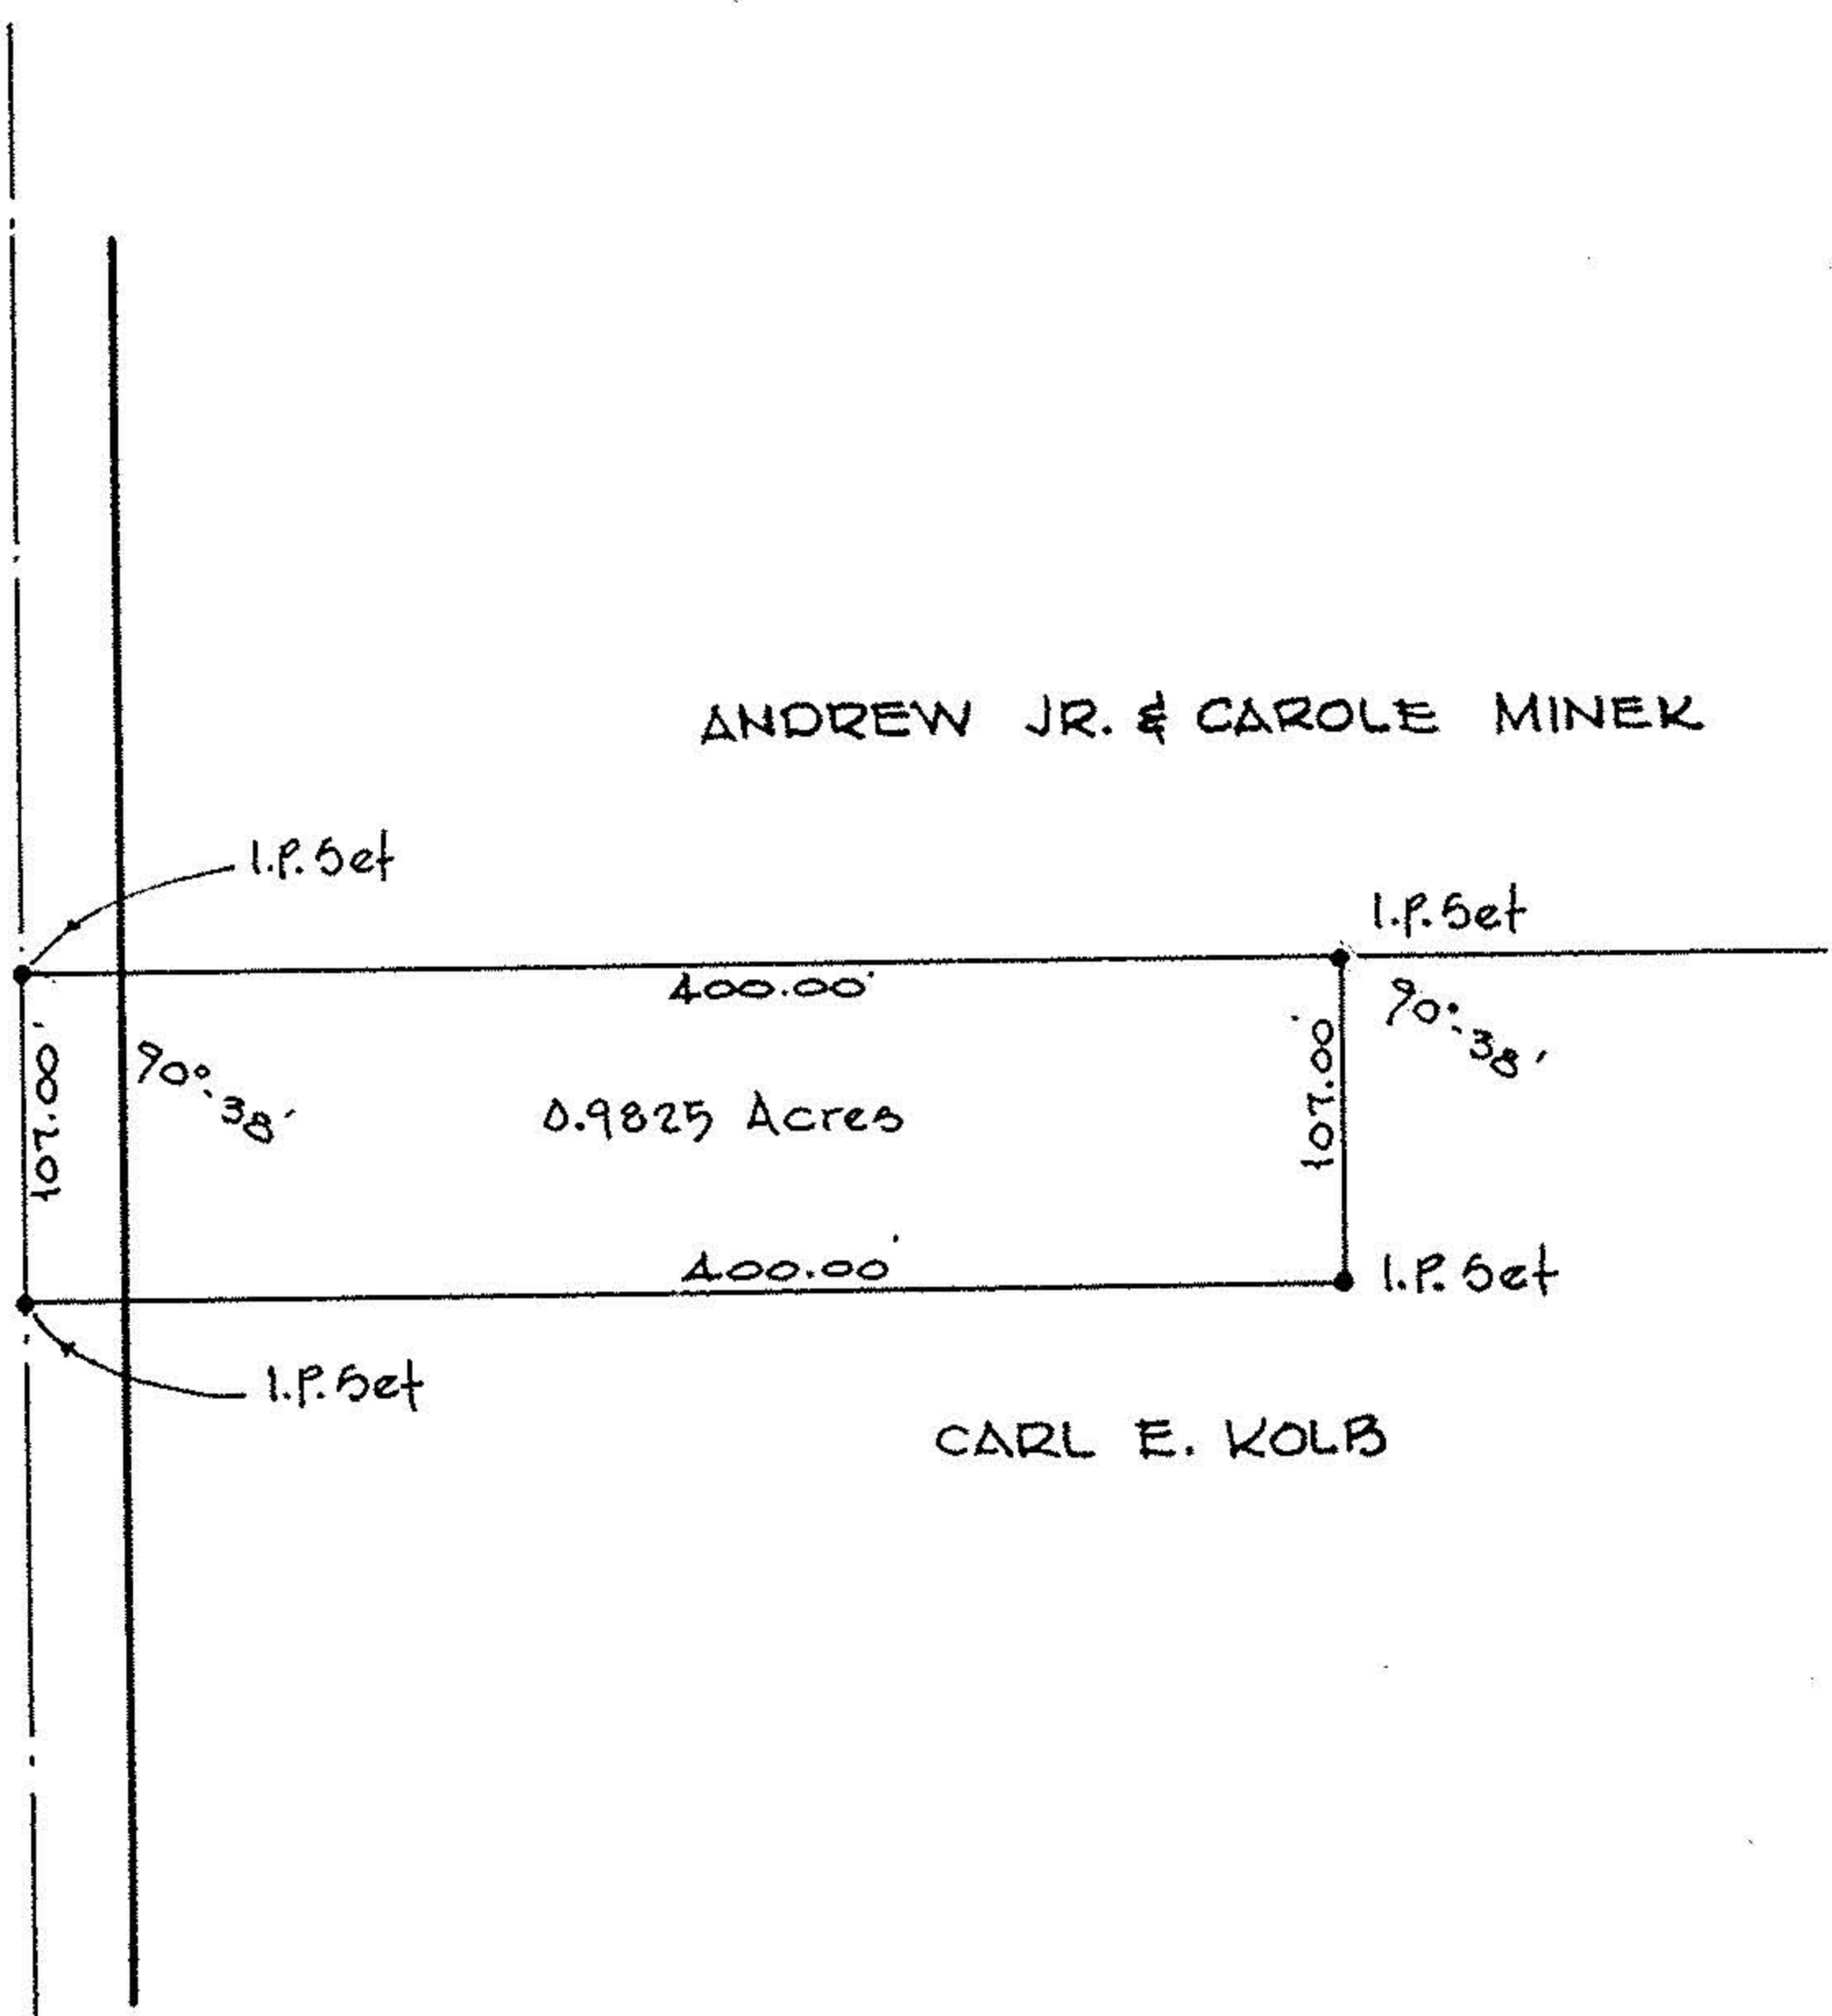 ANDREW JR. & CAROLE MINEK
I.P. Set
I.P. Set
400.00'
90°-38'
107.00'
90°-38'
107.00'
0.9825 Acres
400.00'
I.P. Set
I.P. Set
CARL E. KOLB